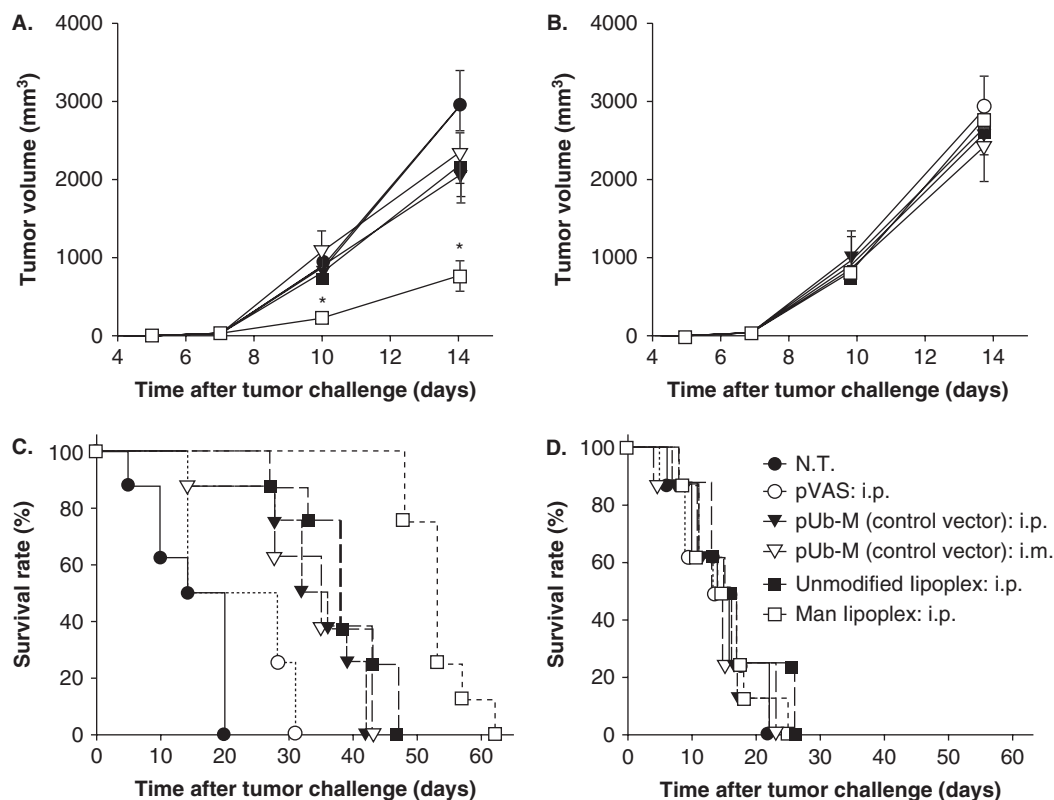 A.
4000
3000
2000
1000
0
Tumor volume (mm³)
*
*
4 6 8 10 12 14
Time after tumor challenge (days)
B.
4000
3000
2000
1000
0
Tumor volume (mm³)
4 6 8 10 12 14
Time after tumor challenge (days)
C.
100
80
60
40
20
0
Survival rate (%)
0 10 20 30 40 50 60
Time after tumor challenge (days)
D.
100
80
60
40
20
0
Survival rate (%)
N.T.
pVAS: i.p.
pUb-M (control vector): i.p.
pUb-M (control vector): i.m.
Unmodified lipoplex: i.p.
Man lipoplex: i.p.
0 10 20 30 40 50 60
Time after tumor challenge (days)